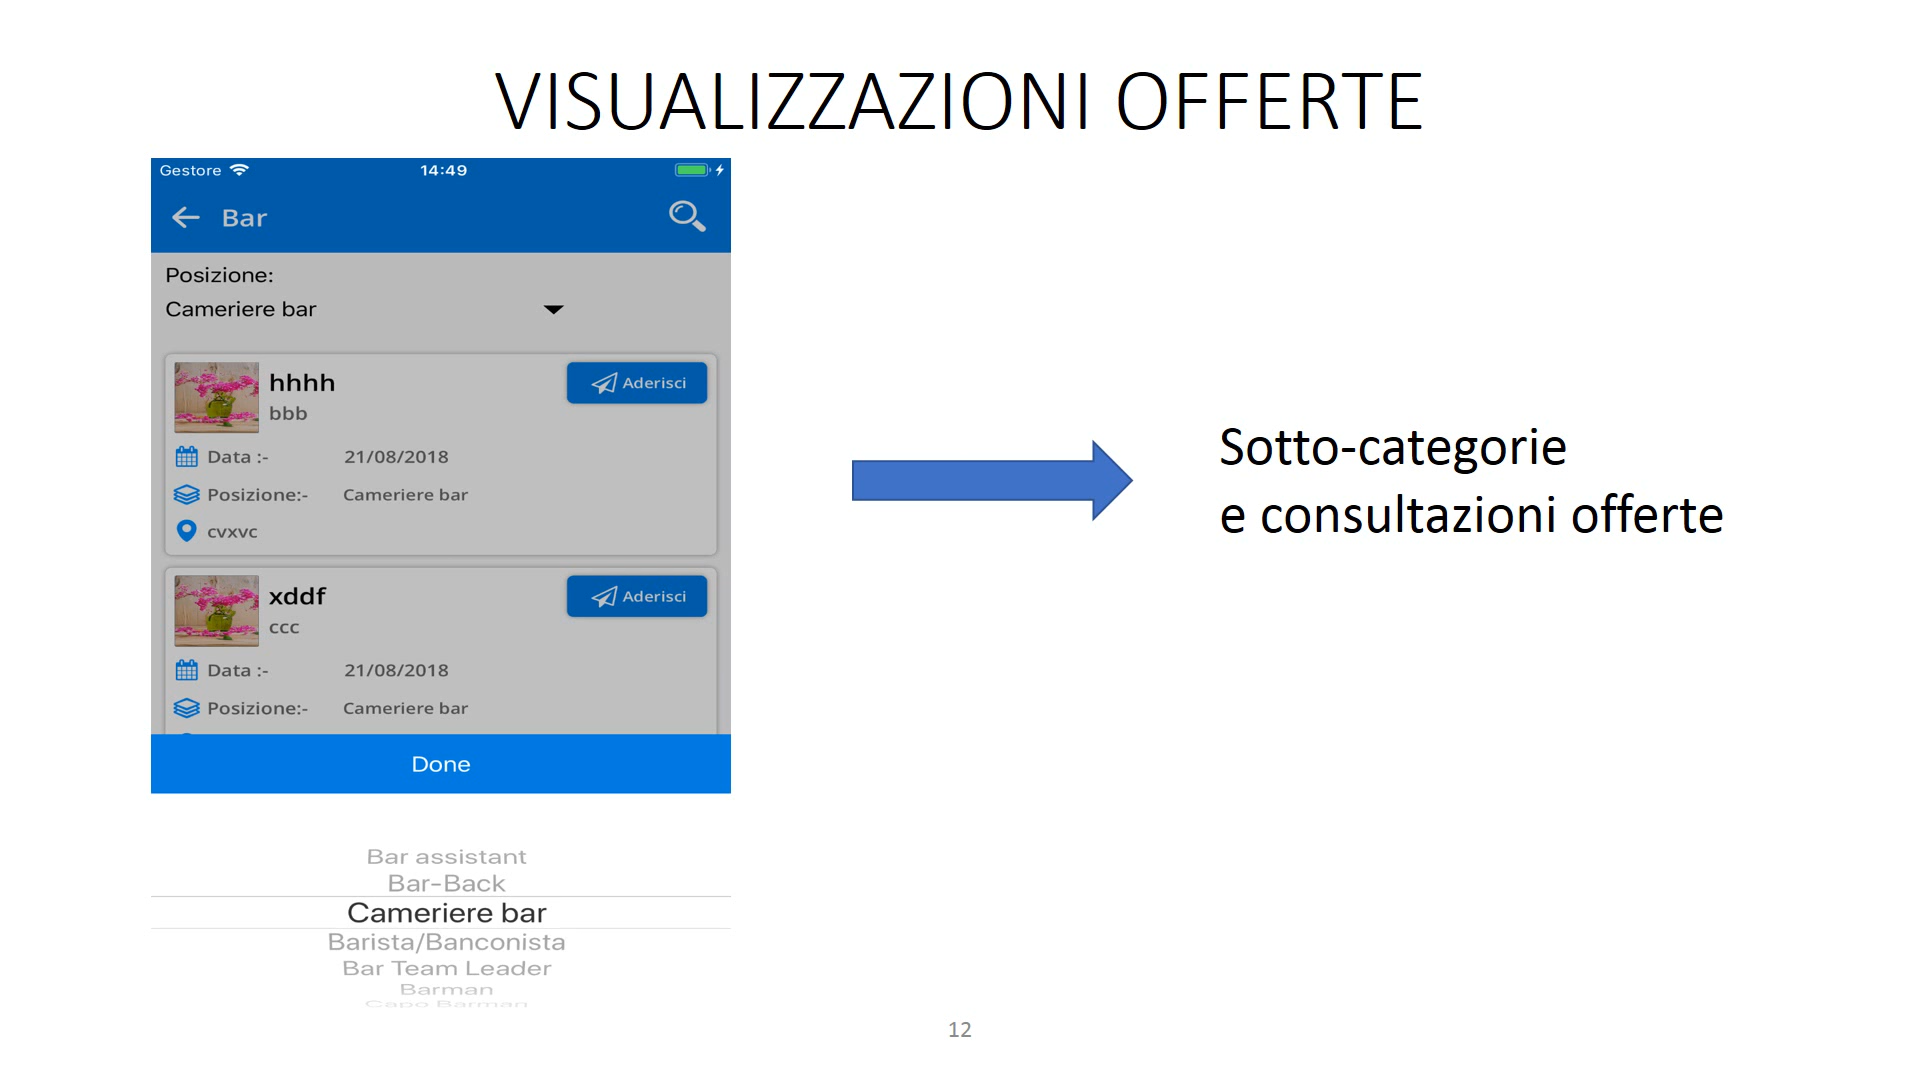 VISUALIZZAZIONI OFFERTE
Gestore 14:49
Bar
Posizione:
Cameriere bar
hhhh
Aderisci
bbb
Data :- 21/08/2018
Posizione:- Cameriere bar
cvxvc
xddf
Aderisci
ccc
Data :- 21/08/2018
Posizione:- Cameriere bar
Done
Bar assistant
Bar-Back
Cameriere bar
Barista/Banconista
Bar Team Leader
Barman
Capo Barman
Sotto-categorie
e consultazioni offerte
12